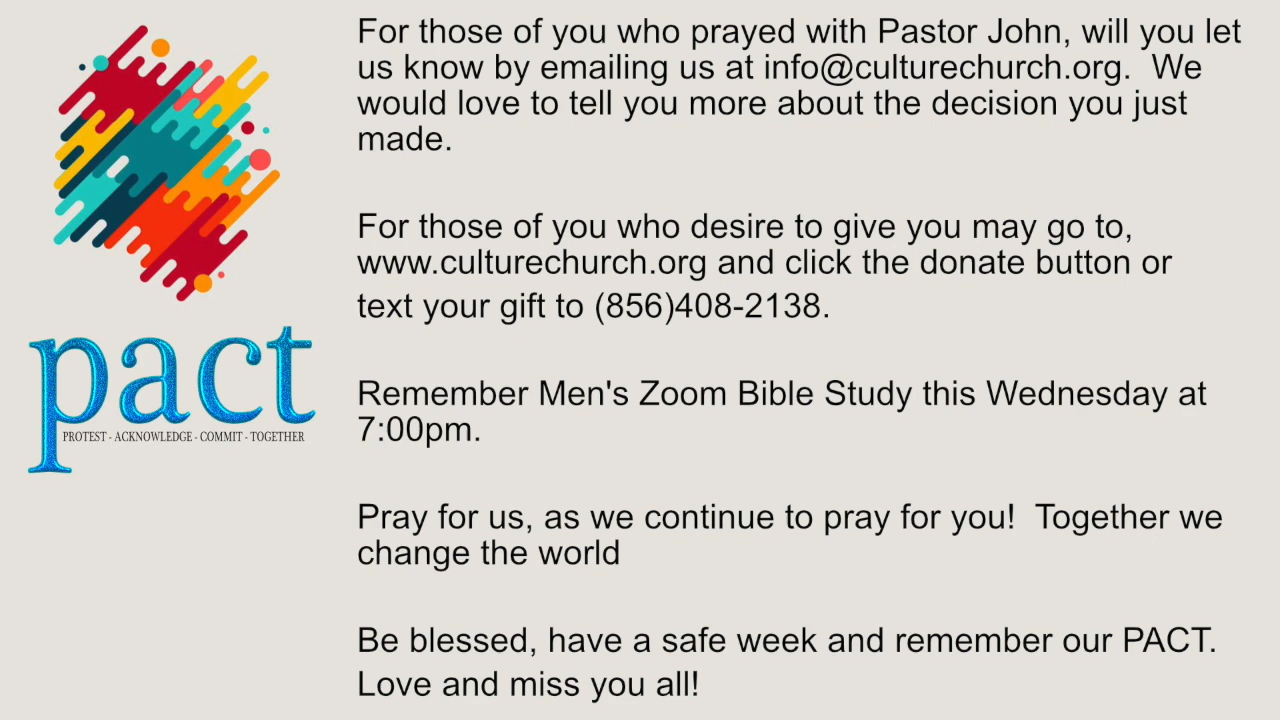 For those of you who prayed with Pastor John, will you let
us know by emailing us at info@culturechurch.org.  We
would love to tell you more about the decision you just
made.
For those of you who desire to give you may go to,
www.culturechurch.org and click the donate button or
text your gift to (856)408-2138.
Remember Men's Zoom Bible Study this Wednesday at
7:00pm.
Pray for us, as we continue to pray for you!  Together we
change the world
Be blessed, have a safe week and remember our PACT.
Love and miss you all!
pact
PROTEST - ACKNOWLEDGE - COMMIT - TOGETHER